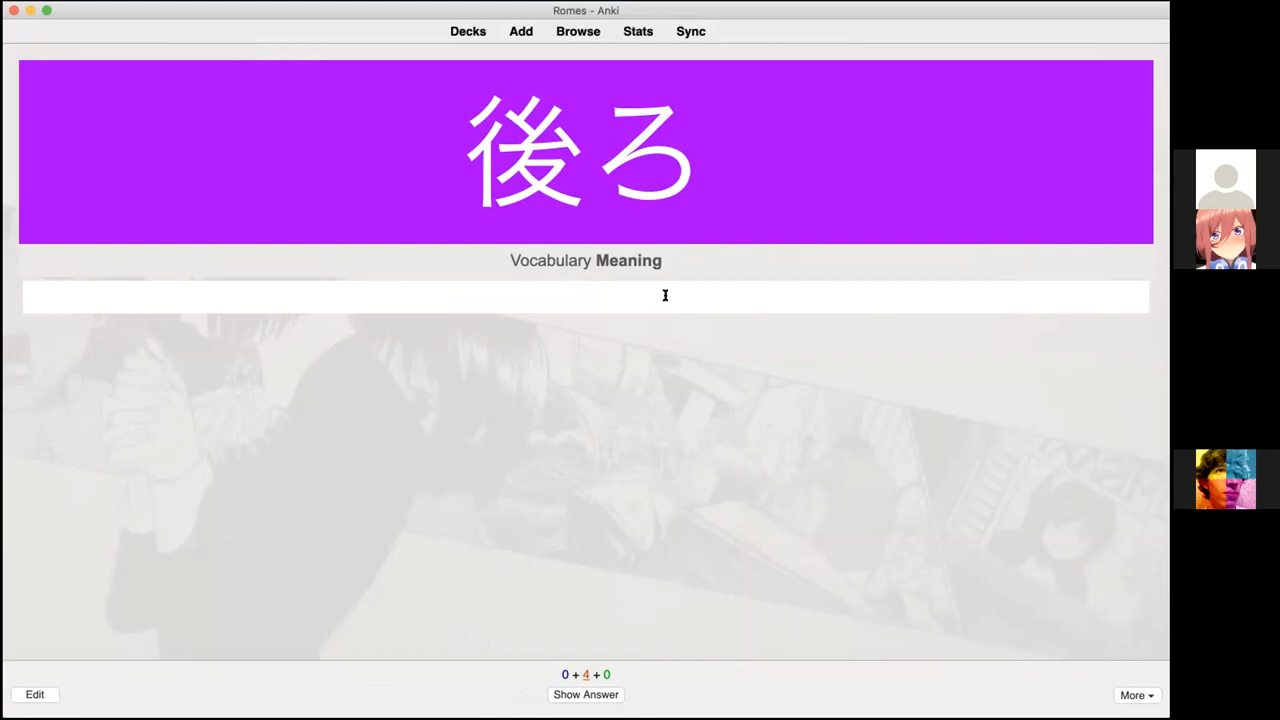 Romes - Anki
Decks Add Browse Stats Sync
後ろ
Vocabulary Meaning
0 + 4 + 0
Edit Show Answer More